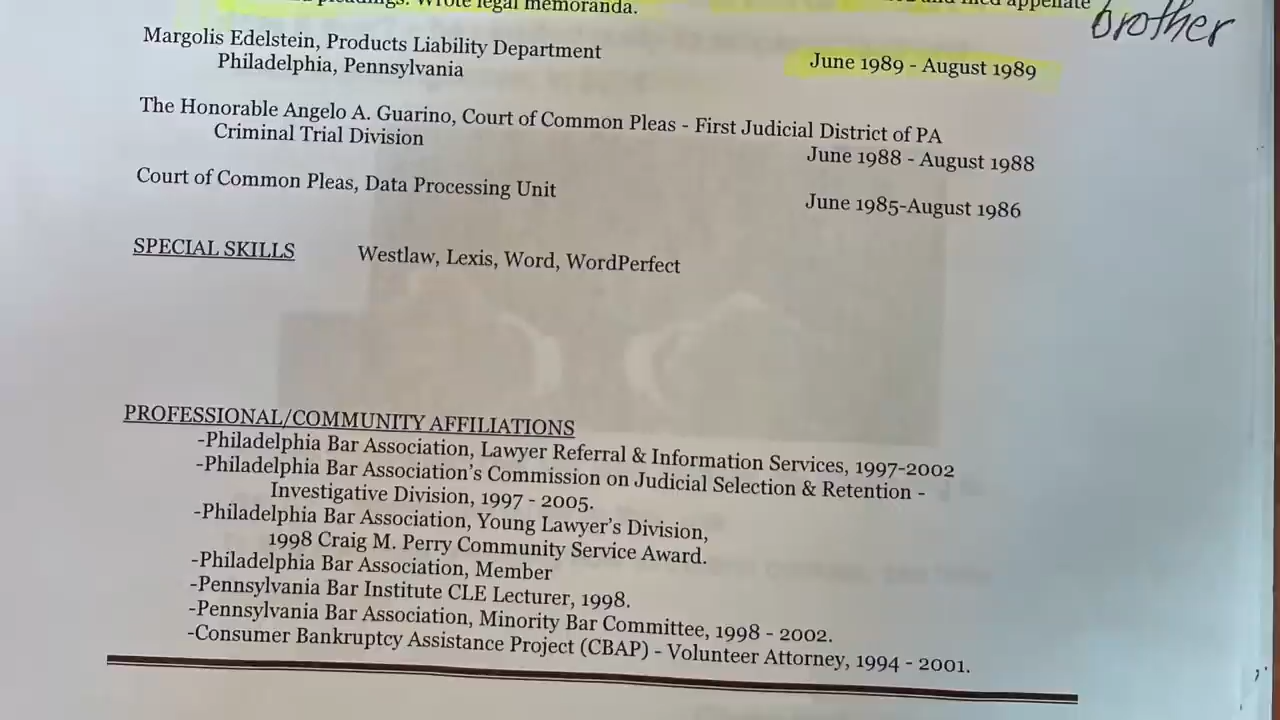 pleadings. Wrote legal memoranda.
and filed appellate
brother
Margolis Edelstein, Products Liability Department
Philadelphia, Pennsylvania
June 1989 - August 1989
The Honorable Angelo A. Guarino, Court of Common Pleas - First Judicial District of PA
Criminal Trial Division
June 1988 - August 1988
Court of Common Pleas, Data Processing Unit
June 1985-August 1986
SPECIAL SKILLS Westlaw, Lexis, Word, WordPerfect
PROFESSIONAL/COMMUNITY AFFILIATIONS
-Philadelphia Bar Association, Lawyer Referral & Information Services, 1997-2002
-Philadelphia Bar Association's Commission on Judicial Selection & Retention -
Investigative Division, 1997 - 2005.
-Philadelphia Bar Association, Young Lawyer's Division,
1998 Craig M. Perry Community Service Award.
-Philadelphia Bar Association, Member
-Pennsylvania Bar Institute CLE Lecturer, 1998.
-Pennsylvania Bar Association, Minority Bar Committee, 1998 - 2002.
-Consumer Bankruptcy Assistance Project (CBAP) - Volunteer Attorney, 1994 - 2001.